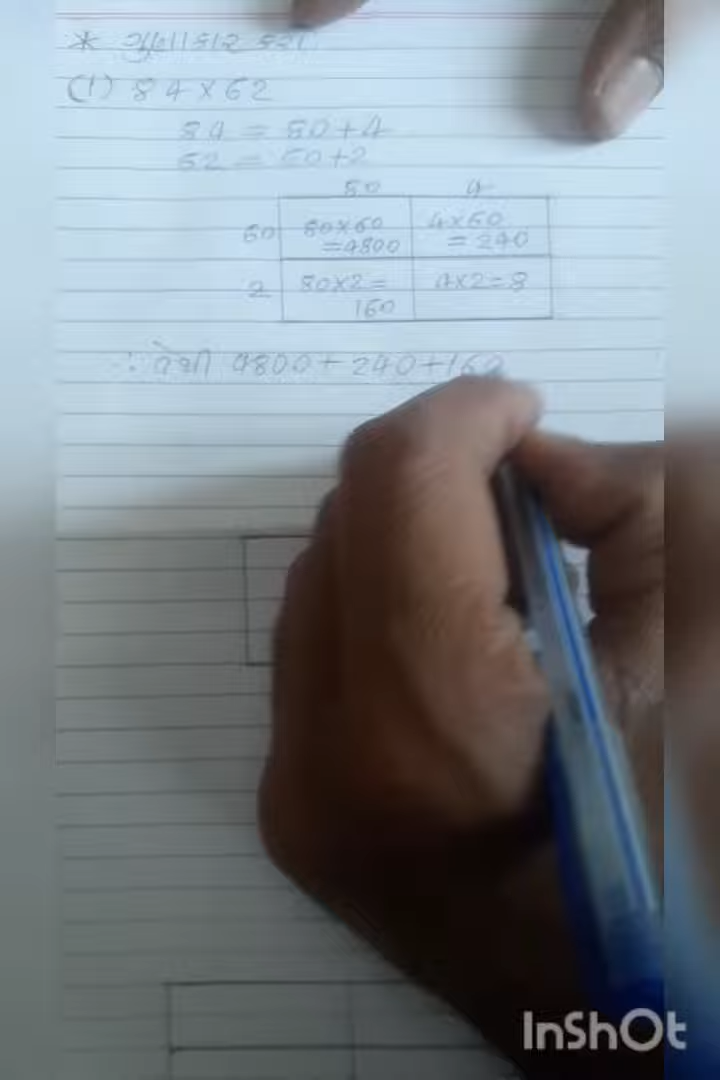 * ગુણાકાર કરો.
(1) 84 × 62
84 = 80 + 4
62 = 60 + 2
80 4
60 80×60 =4800 4×60 = 240
2 80×2= 160 4×2=8
∴ તેથી 4800 + 240 + 160
InShOt